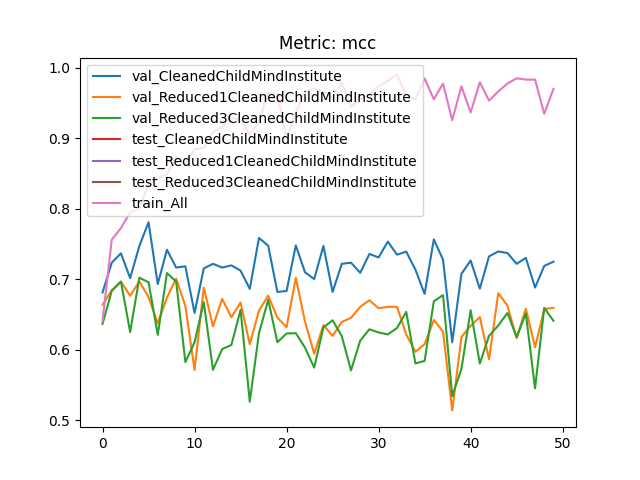 Metric: mcc
val_CleanedChildMindInstitute
val_Reduced1CleanedChildMindInstitute
val_Reduced3CleanedChildMindInstitute
test_CleanedChildMindInstitute
test_Reduced1CleanedChildMindInstitute
test_Reduced3CleanedChildMindInstitute
train_All
1.0
0.9
0.8
0.7
0.6
0.5
0 10 20 30 40 50